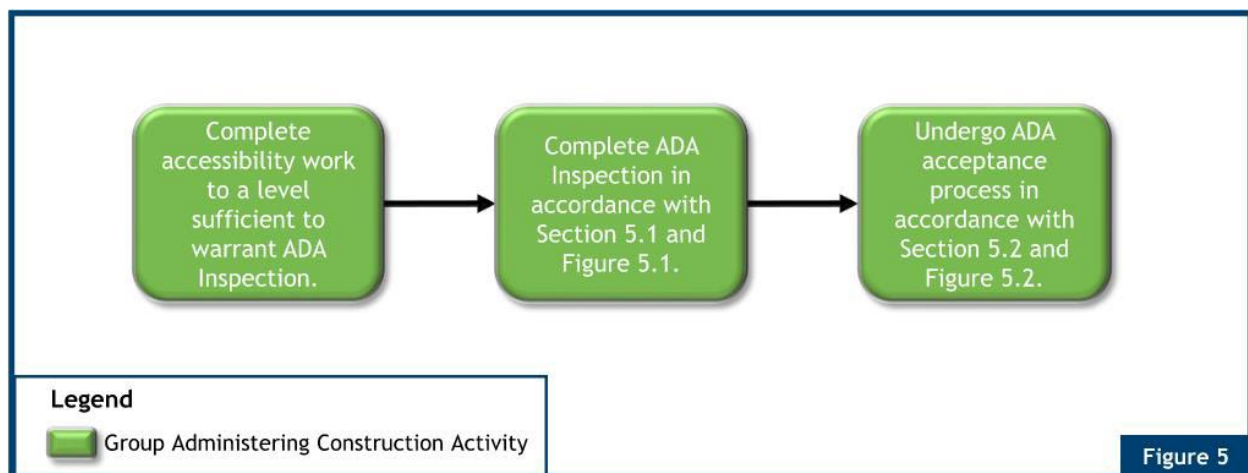 Complete
accessibility work
to a level
sufficient to
warrant ADA
Inspection.
Complete ADA
Inspection in
accordance with
Section 5.1 and
Figure 5.1.
Undergo ADA
acceptance
process in
accordance with
Section 5.2 and
Figure 5.2.
Legend
Group Administering Construction Activity
Figure 5